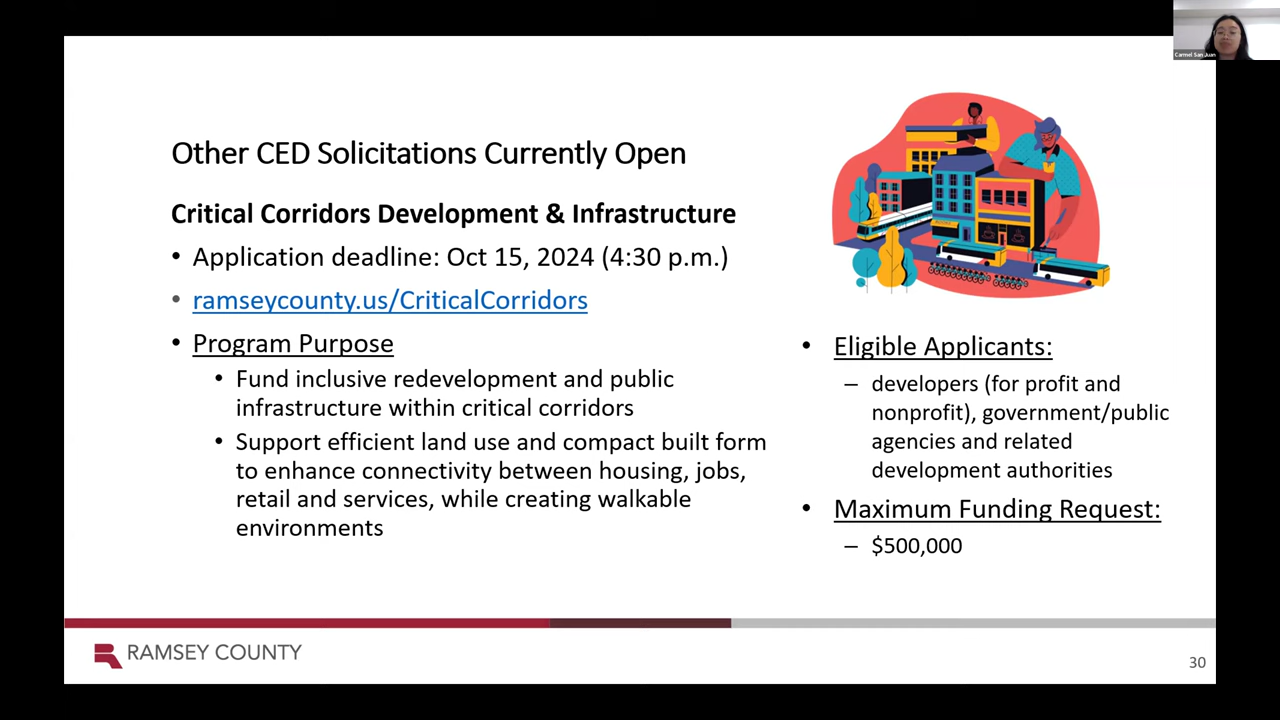 Carmel San Juan
Other CED Solicitations Currently Open
Critical Corridors Development & Infrastructure
• Application deadline: Oct 15, 2024 (4:30 p.m.)
• ramseycounty.us/CriticalCorridors
• Program Purpose
• Fund inclusive redevelopment and public
infrastructure within critical corridors
• Support efficient land use and compact built form
to enhance connectivity between housing, jobs,
retail and services, while creating walkable
environments
• Eligible Applicants:
– developers (for profit and
nonprofit), government/public
agencies and related
development authorities
• Maximum Funding Request:
– $500,000
RAMSEY COUNTY
30